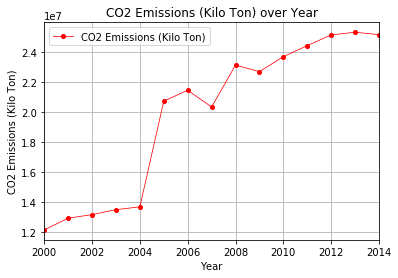 CO2 Emissions (Kilo Ton) over Year
1e7
CO2 Emissions (Kilo Ton)
CO2 Emissions (Kilo Ton)
2.4
2.2
2.0
1.8
1.6
1.4
1.2
2000 2002 2004 2006 2008 2010 2012 2014
Year